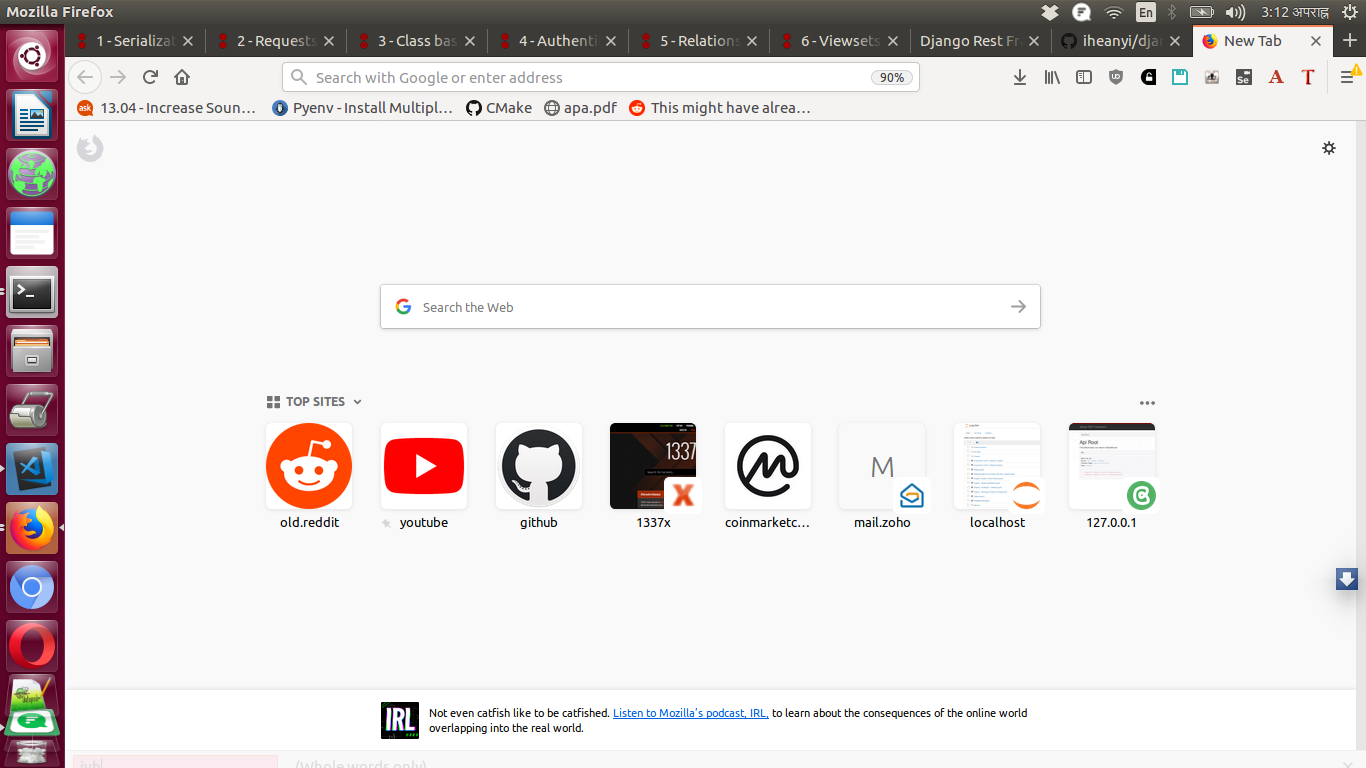 Mozilla Firefox
En
3:12 अपराह्न
1 - Serializat
2 - Requests
3 - Class bas
4 - Authenti
5 - Relations
6 - Viewsets
Django Rest Fr
iheanyi/djan
New Tab
Search with Google or enter address
90%
Se
A
T
ask
13.04 - Increase Soun…
Pyenv - Install Multipl…
CMake
apa.pdf
This might have alrea…
Search the Web
TOP SITES
1337
Api Root
M
old.reddit
youtube
github
1337x
coinmarketc…
mail.zoho
localhost
127.0.0.1
IRL
Not even catfish like to be catfished. Listen to Mozilla’s podcast, IRL, to learn about the consequences of the online world
overlapping into the real world.
(Whole words only)